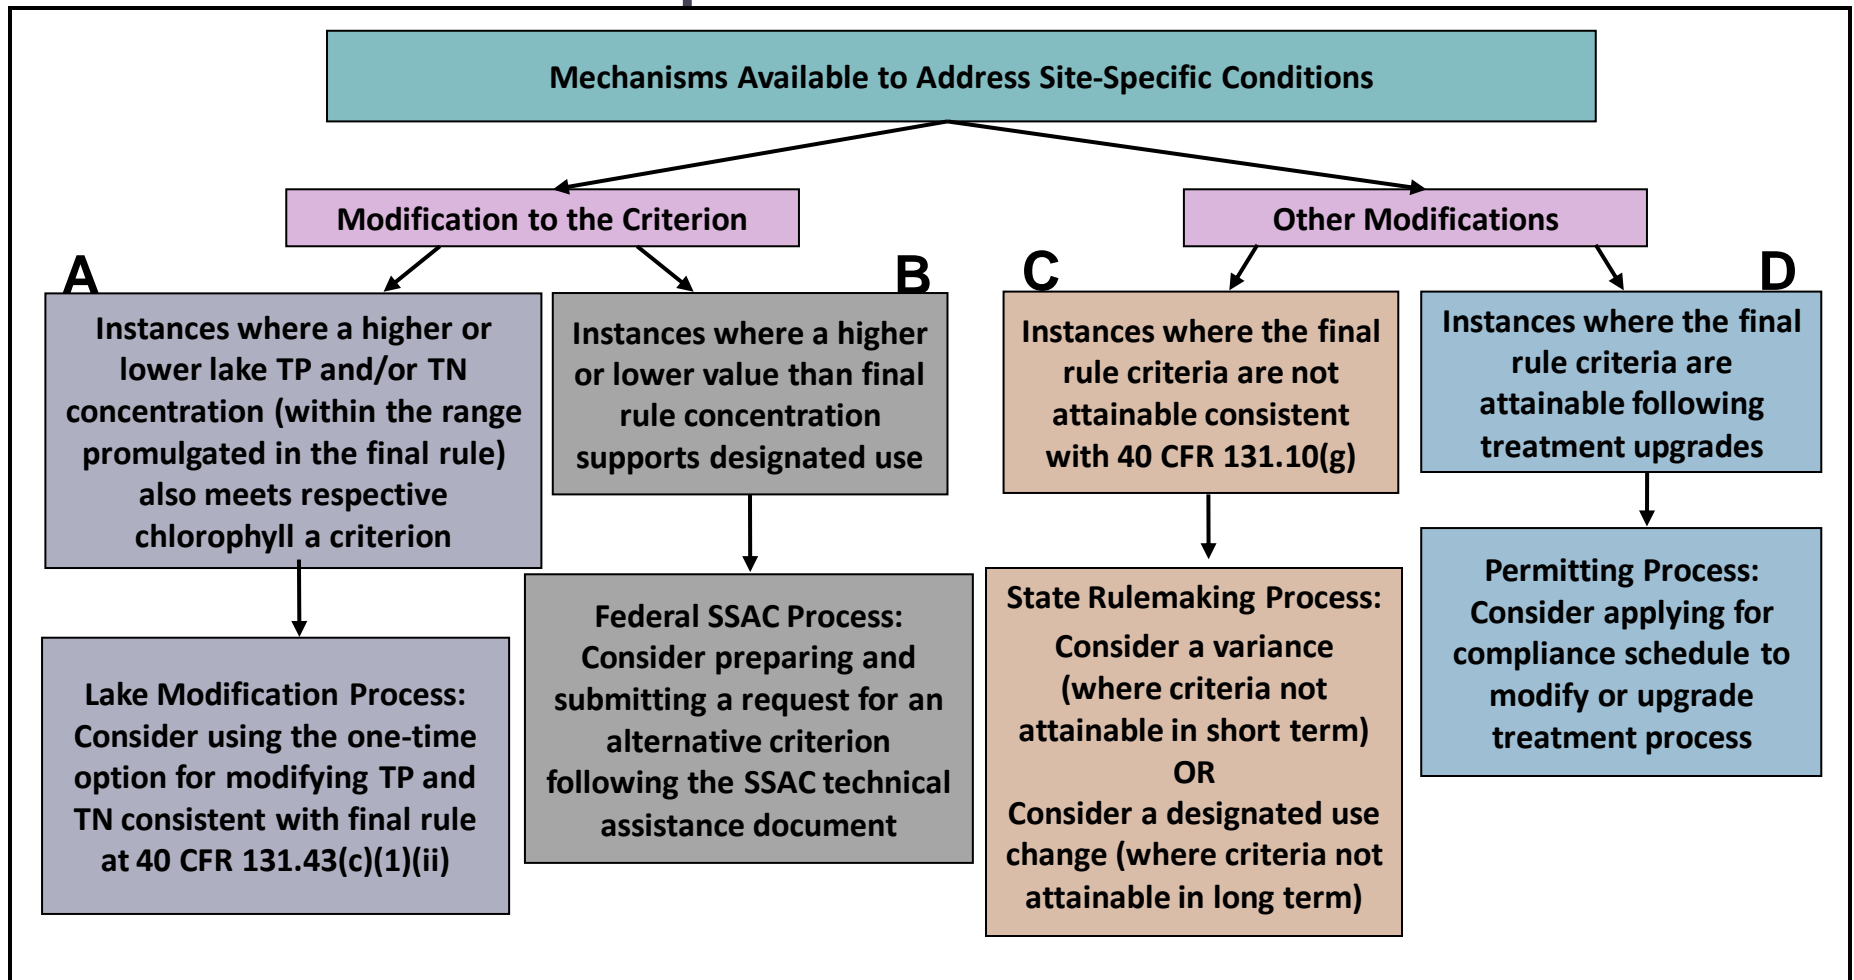 Mechanisms Available to Address Site-Specific Conditions
Modification to the Criterion
Other Modifications
A
Instances where a higher or
lower lake TP and/or TN
concentration (within the range
promulgated in the final rule)
also meets respective
chlorophyll a criterion
Lake Modification Process:
Consider using the one-time
option for modifying TP and
TN consistent with final rule
at 40 CFR 131.43(c)(1)(ii)
B
Instances where a higher
or lower value than final
rule concentration
supports designated use
Federal SSAC Process:
Consider preparing and
submitting a request for an
alternative criterion
following the SSAC technical
assistance document
C
Instances where the final
rule criteria are not
attainable consistent
with 40 CFR 131.10(g)
State Rulemaking Process:
Consider a variance
(where criteria not
attainable in short term)
OR
Consider a designated use
change (where criteria not
attainable in long term)
D
Instances where the final
rule criteria are
attainable following
treatment upgrades
Permitting Process:
Consider applying for
compliance schedule to
modify or upgrade
treatment process